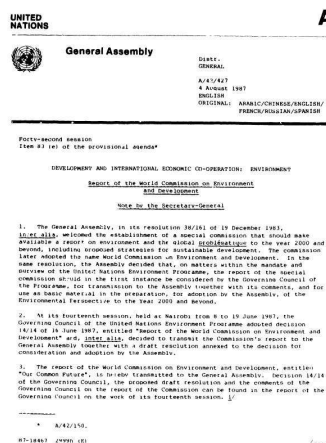 UNITED
NATIONS
A
General Assembly
Distr.
GENERAL
A/42/427
4 August 1987
ENGLISH
ORIGINAL: ARABIC/CHINESE/ENGLISH/
FRENCH/RUSSIAN/SPANISH
Forty-second session
Item 83 (e) of the provisional agenda*
DEVELOPMENT AND INTERNATIONAL ECONOMIC CO-OPERATION: ENVIRONMENT
Report of the World Commission on Environment
and Development
Note by the Secretary-General
1. The General Assembly, in its resolution 38/161 of 19 December 1983,
inter alia, welcomed the establishment of a special commission that should make
available a report on environment and the global problématique to the year 2000 and
beyond, including proposed strategies for sustainable development. The commission
later adopted the name World Commission on Environment and Development. In the
same resolution, the Assembly decided that, on matters within the mandate and
purview of the United Nations Environment Programme, the report of the special
commission should in the first instance be considered by the Governing Council of
the Programme, for transmission to the Assembly together with its comments, and for
use as basic material in the preparation, for adoption by the Assembly, of the
Environmental Perspective to the Year 2000 and Beyond.
2. At its fourteenth session, held at Nairobi from 8 to 19 June 1987, the
Governing Council of the United Nations Environment Programme adopted decision
14/14 of 16 June 1987, entitled "Report of the World Commission on Environment and
Development" and, inter alia, decided to transmit the Commission's report to the
General Assembly together with a draft resolution annexed to the decision for
consideration and adoption by the Assembly.
3. The report of the World Commission on Environment and Development, entitled
"Our Common Future", is hereby transmitted to the General Assembly. Decision 14/14
of the Governing Council, the proposed draft resolution and the comments of the
Governing Council on the report of the Commission can be found in the report of the
Governing Council on the work of its fourteenth session. 1/
* A/42/150.
87-18467 2999h (E)